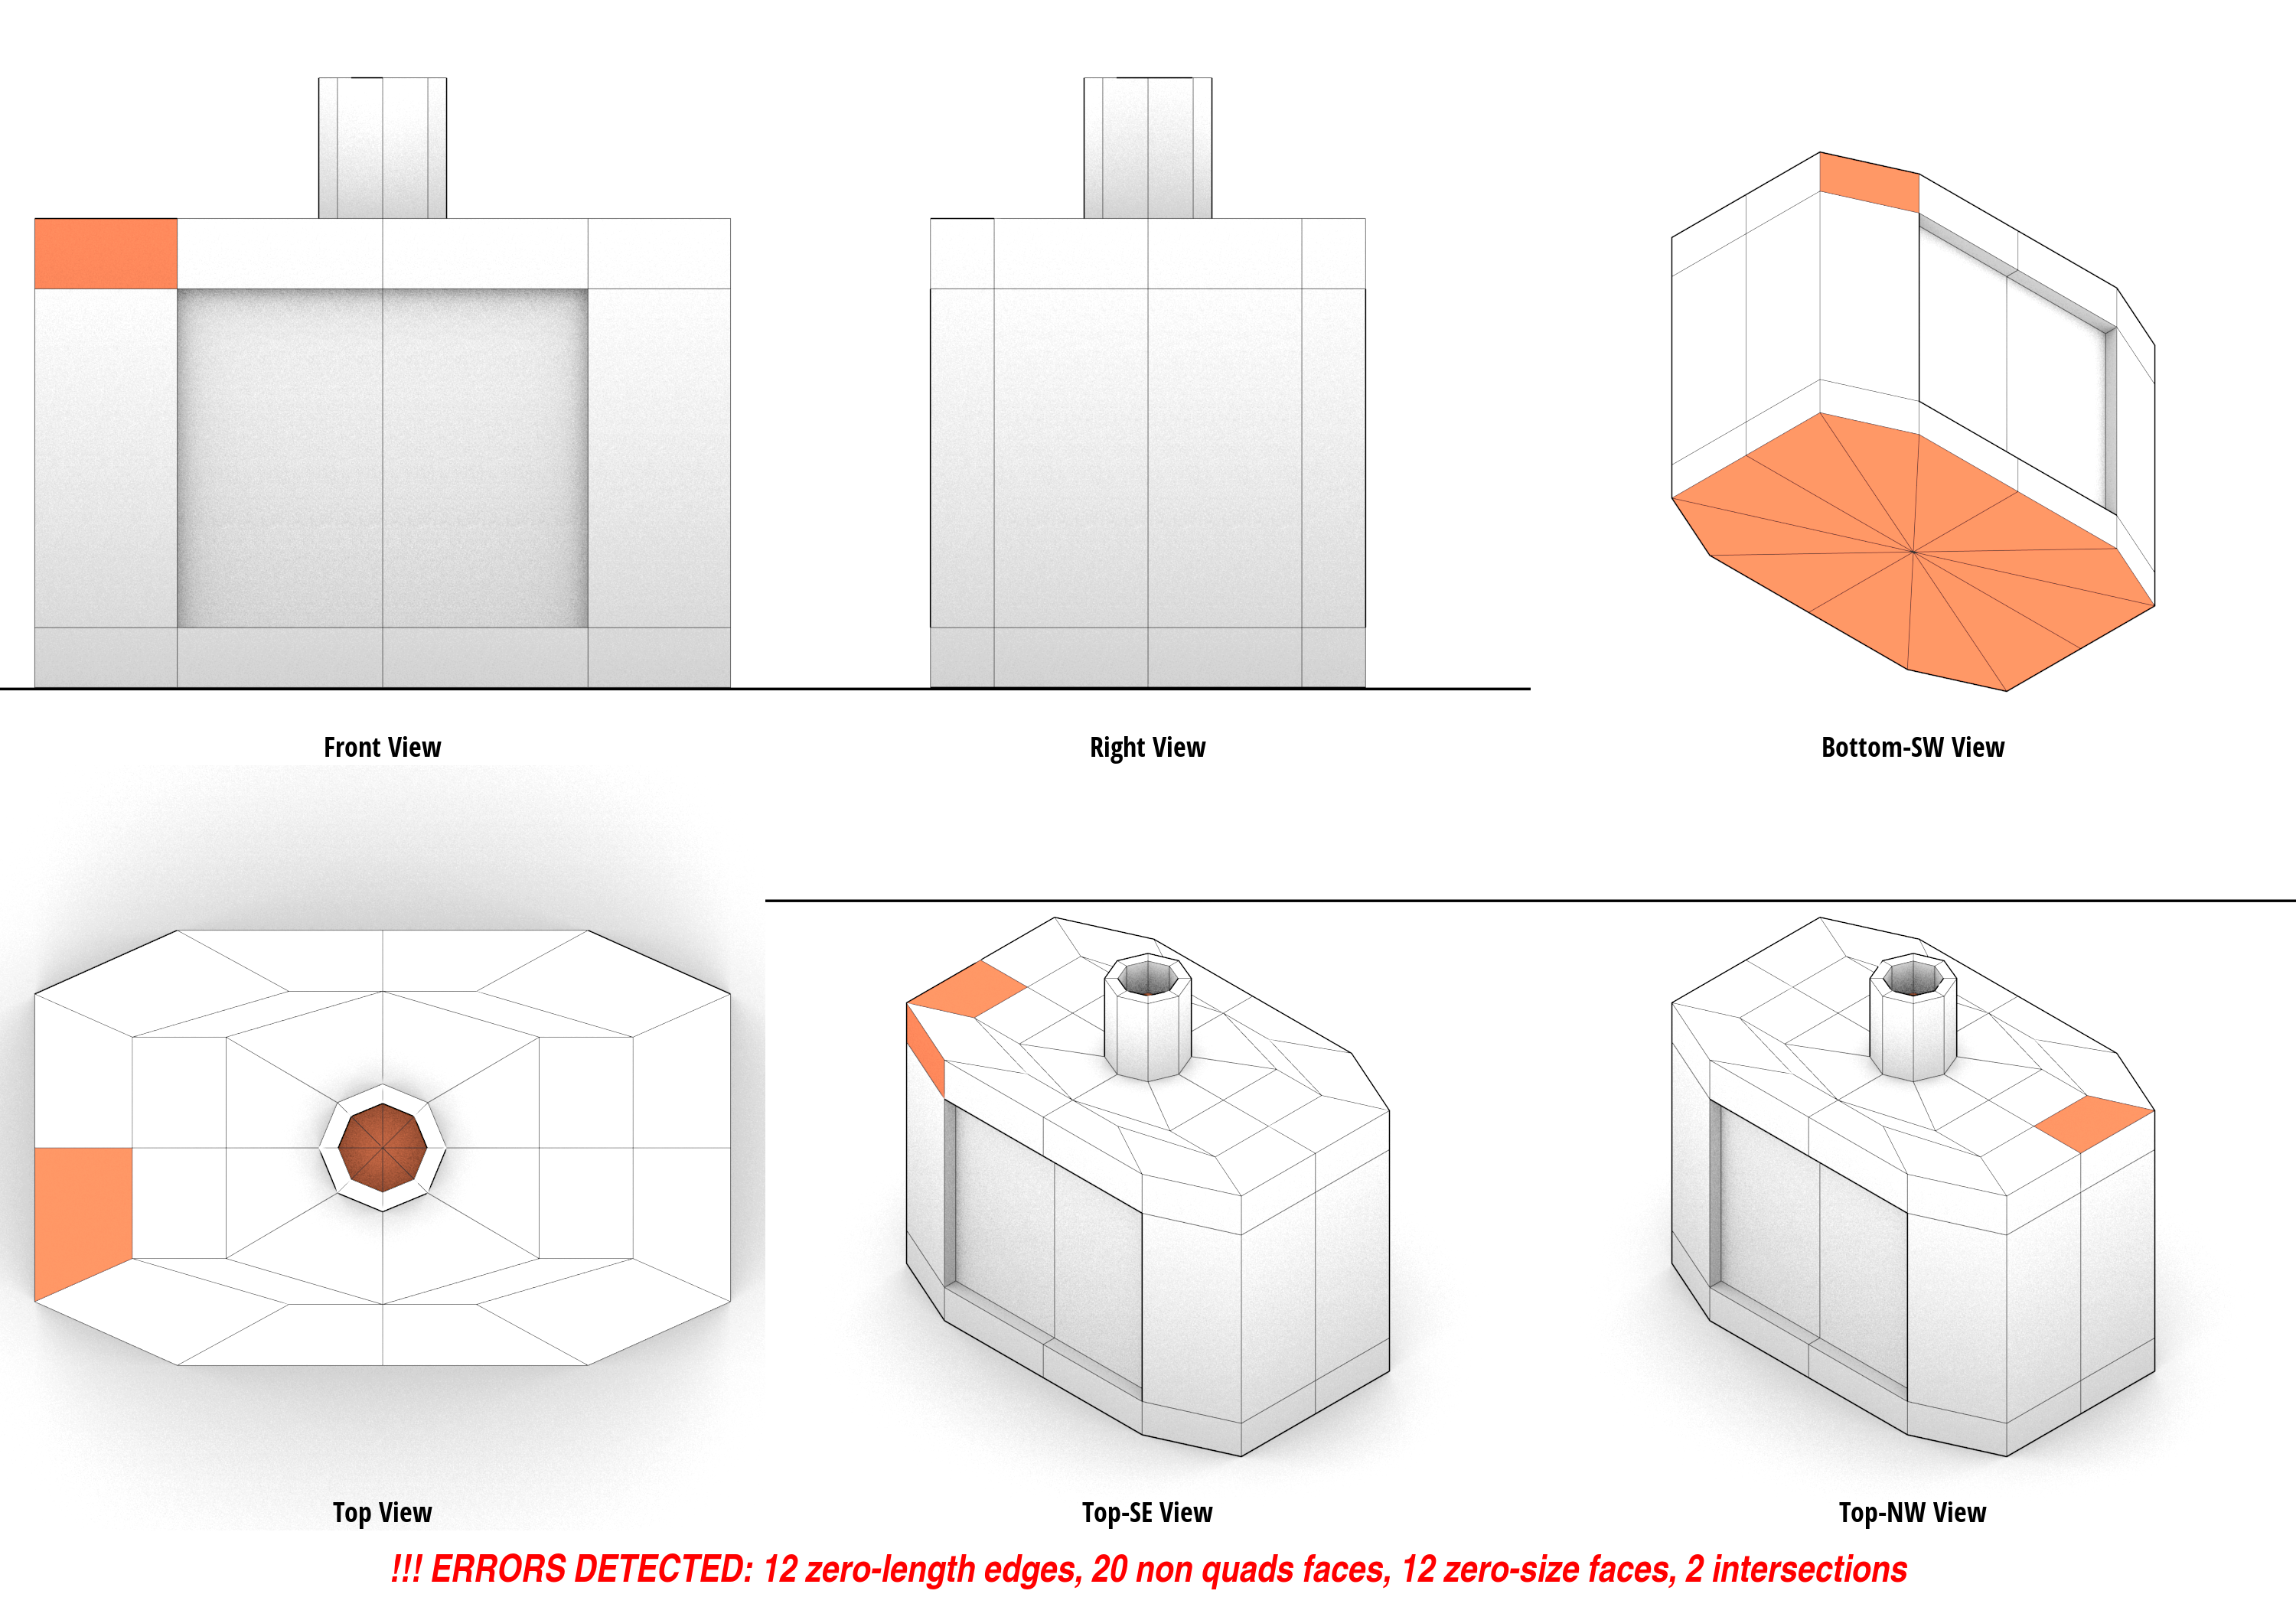 Front View
Right View
Bottom-SW View
Top View
Top-SE View
Top-NW View
!!! ERRORS DETECTED: 12 zero-length edges, 20 non quads faces, 12 zero-size faces, 2 intersections